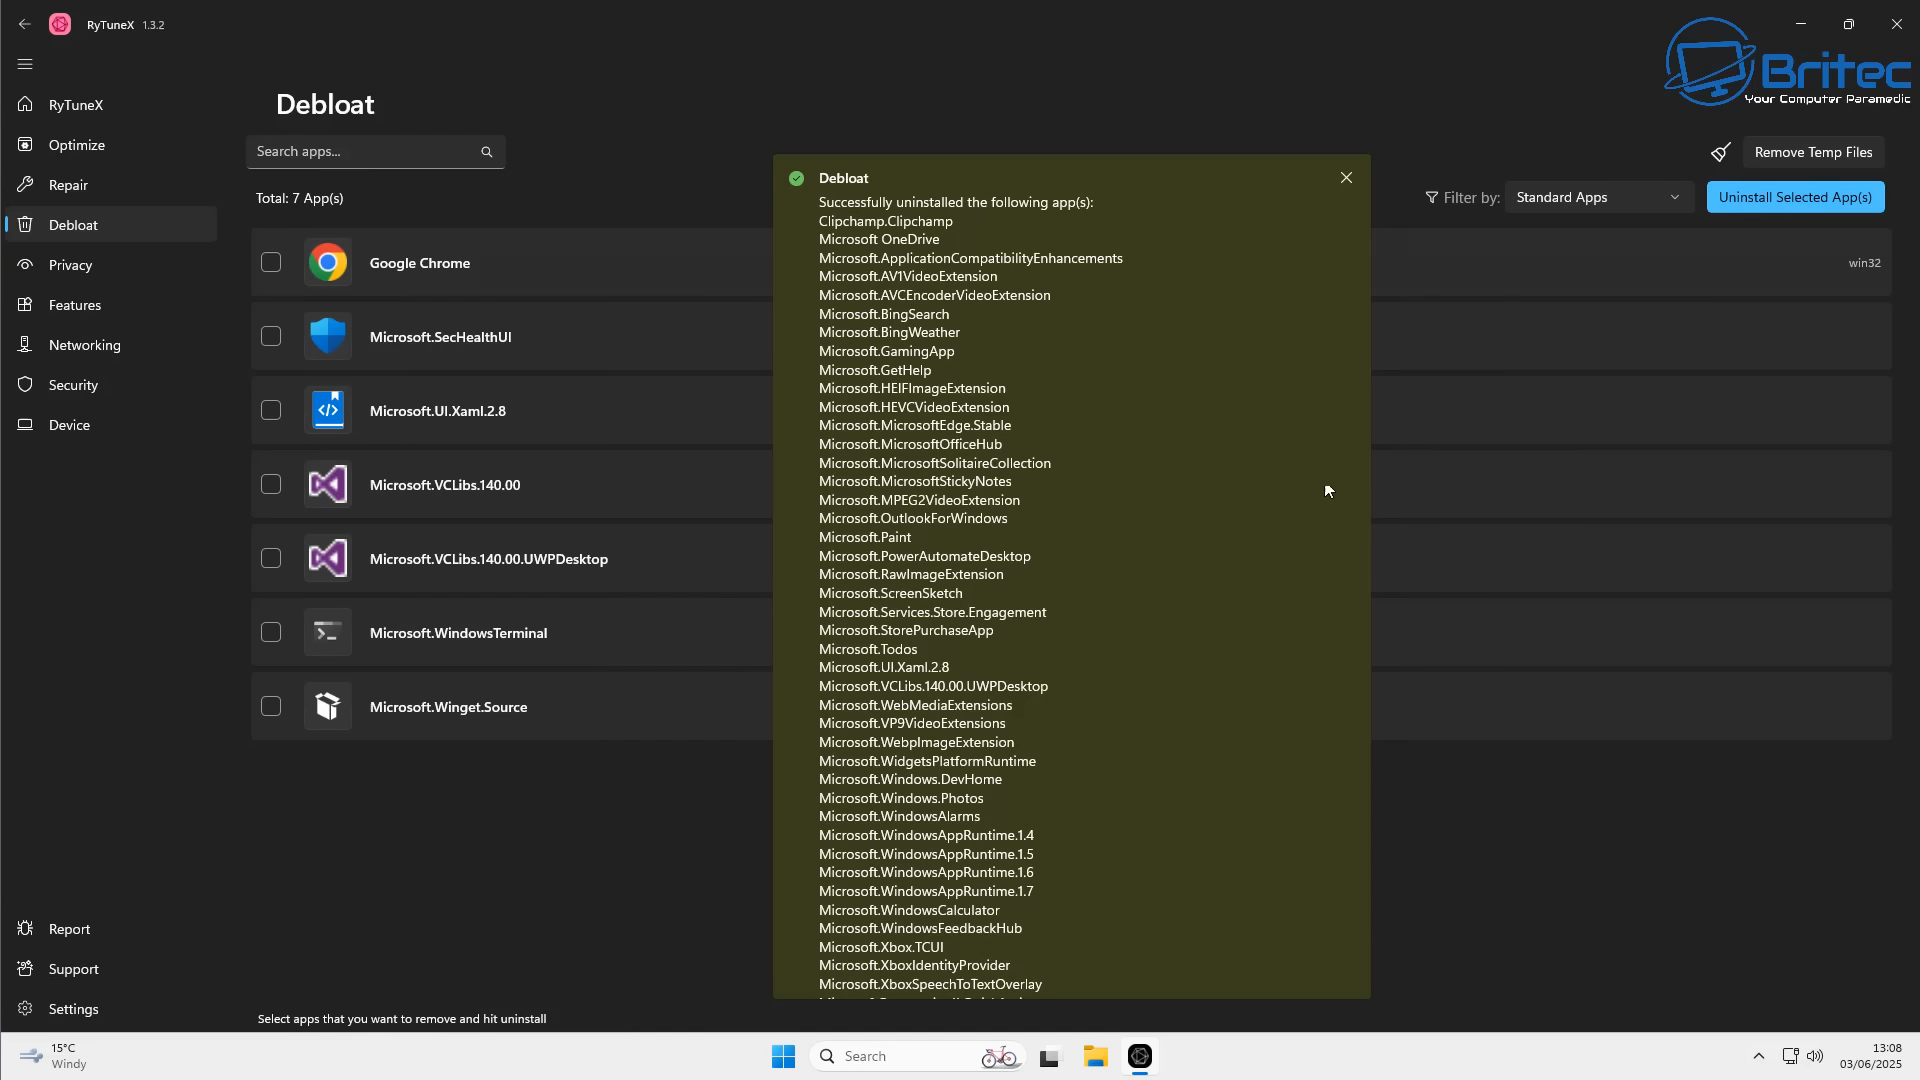 RyTuneX 1.3.2
Britec
Your Computer Paramedic
RyTuneX
Optimize
Repair
Debloat
Privacy
Features
Networking
Security
Device
Report
Support
Settings
Debloat
Search apps...
Remove Temp Files
Total: 7 App(s)
Filter by:
Standard Apps
Uninstall Selected App(s)
Google Chrome
win32
Microsoft.SecHealthUI
Microsoft.UI.Xaml.2.8
Microsoft.VCLibs.140.00
Microsoft.VCLibs.140.00.UWPDesktop
Microsoft.WindowsTerminal
Microsoft.Winget.Source
Debloat
Successfully uninstalled the following app(s):
Clipchamp.Clipchamp
Microsoft OneDrive
Microsoft.ApplicationCompatibilityEnhancements
Microsoft.AV1VideoExtension
Microsoft.AVCEncoderVideoExtension
Microsoft.BingSearch
Microsoft.BingWeather
Microsoft.GamingApp
Microsoft.GetHelp
Microsoft.HEIFImageExtension
Microsoft.HEVCVideoExtension
Microsoft.MicrosoftEdge.Stable
Microsoft.MicrosoftOfficeHub
Microsoft.MicrosoftSolitaireCollection
Microsoft.MicrosoftStickyNotes
Microsoft.MPEG2VideoExtension
Microsoft.OutlookForWindows
Microsoft.Paint
Microsoft.PowerAutomateDesktop
Microsoft.RawImageExtension
Microsoft.ScreenSketch
Microsoft.Services.Store.Engagement
Microsoft.StorePurchaseApp
Microsoft.Todos
Microsoft.UI.Xaml.2.8
Microsoft.VCLibs.140.00.UWPDesktop
Microsoft.WebMediaExtensions
Microsoft.VP9VideoExtensions
Microsoft.WebpImageExtension
Microsoft.WidgetsPlatformRuntime
Microsoft.Windows.DevHome
Microsoft.Windows.Photos
Microsoft.WindowsAlarms
Microsoft.WindowsAppRuntime.1.4
Microsoft.WindowsAppRuntime.1.5
Microsoft.WindowsAppRuntime.1.6
Microsoft.WindowsAppRuntime.1.7
Microsoft.WindowsCalculator
Microsoft.WindowsFeedbackHub
Microsoft.Xbox.TCUI
Microsoft.XboxIdentityProvider
Microsoft.XboxSpeechToTextOverlay
Select apps that you want to remove and hit uninstall
15°C
Windy
Search
13:08
03/06/2025